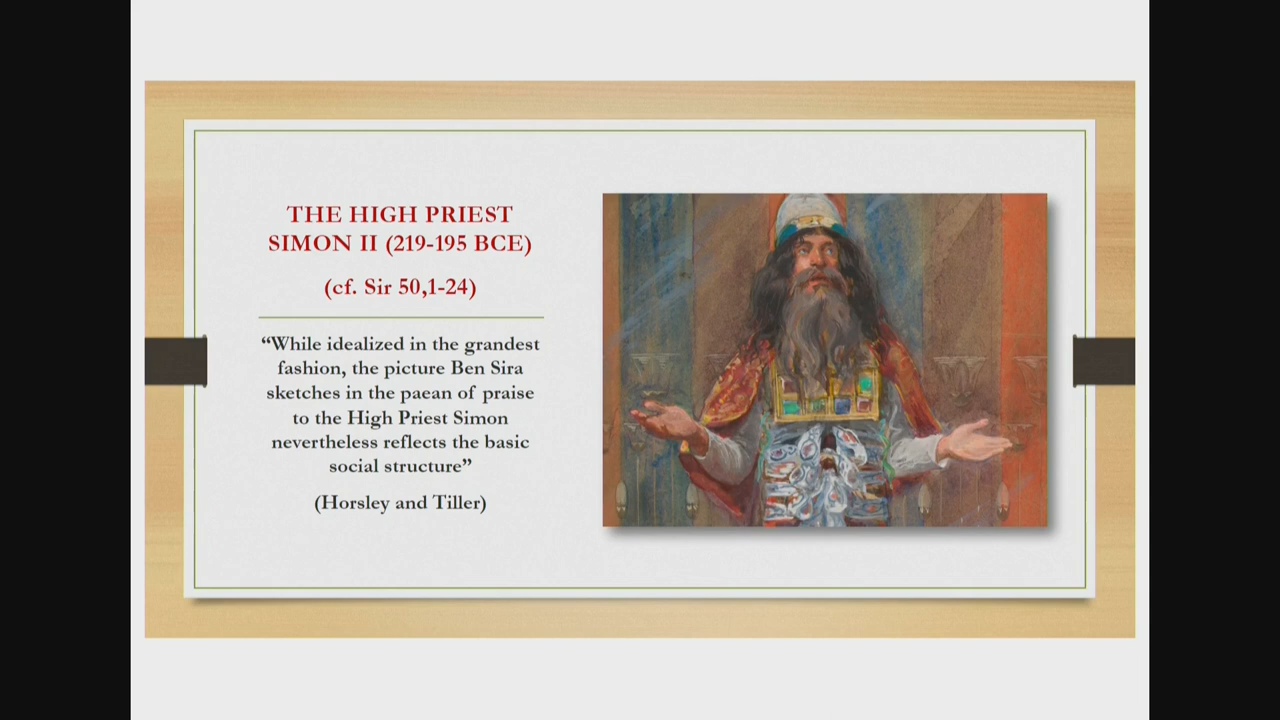 THE HIGH PRIEST
SIMON II (219-195 BCE)
(cf. Sir 50,1-24)
“While idealized in the grandest
fashion, the picture Ben Sira
sketches in the paean of praise
to the High Priest Simon
nevertheless reflects the basic
social structure”
(Horsley and Tiller)